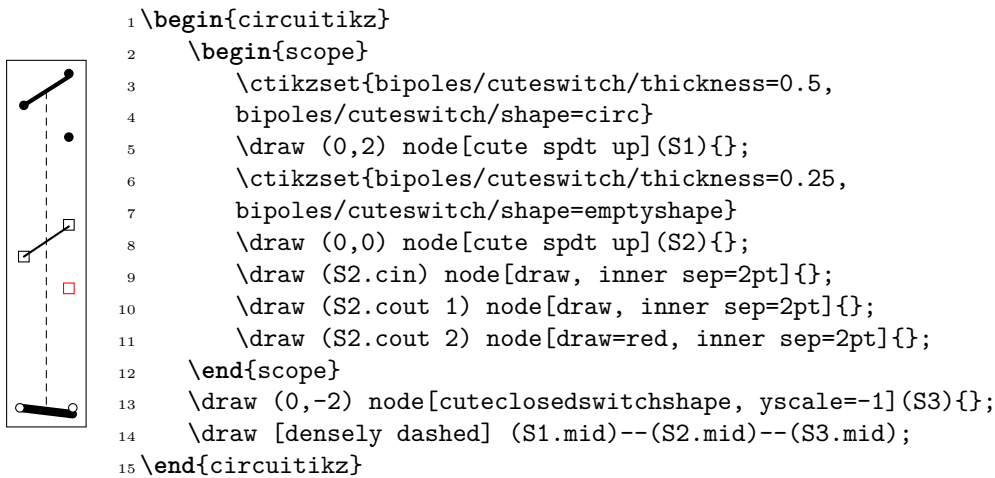 1 \begin{circuitikz}
2     \begin{scope}
3         \ctikzset{bipoles/cuteswitch/thickness=0.5,
4         bipoles/cuteswitch/shape=circ}
5         \draw (0,2) node[cute spdt up](S1){};
6         \ctikzset{bipoles/cuteswitch/thickness=0.25,
7         bipoles/cuteswitch/shape=emptyshape}
8         \draw (0,0) node[cute spdt up](S2){};
9         \draw (S2.cin) node[draw, inner sep=2pt]{};
10         \draw (S2.cout 1) node[draw, inner sep=2pt]{};
11         \draw (S2.cout 2) node[draw=red, inner sep=2pt]{};
12     \end{scope}
13     \draw (0,-2) node[cuteclosedswitchshape, yscale=-1](S3){};
14     \draw [densely dashed] (S1.mid)--(S2.mid)--(S3.mid);
15 \end{circuitikz}